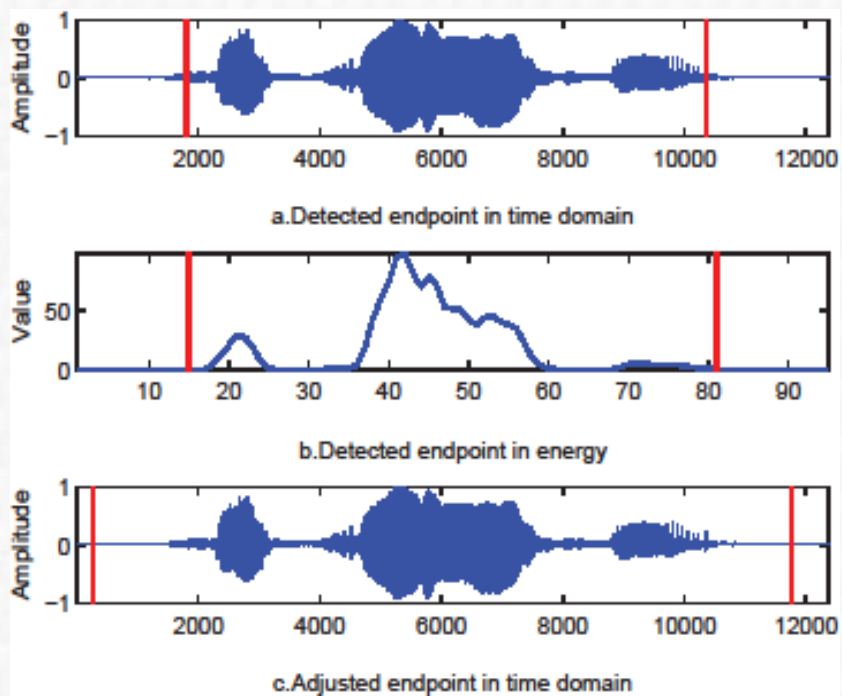 Amplitude
1
0
−1
2000 4000 6000 8000 10000 12000
a.Detected endpoint in time domain
Value
50
0
10 20 30 40 50 60 70 80 90
b.Detected endpoint in energy
Amplitude
1
0
−1
2000 4000 6000 8000 10000 12000
c.Adjusted endpoint in time domain